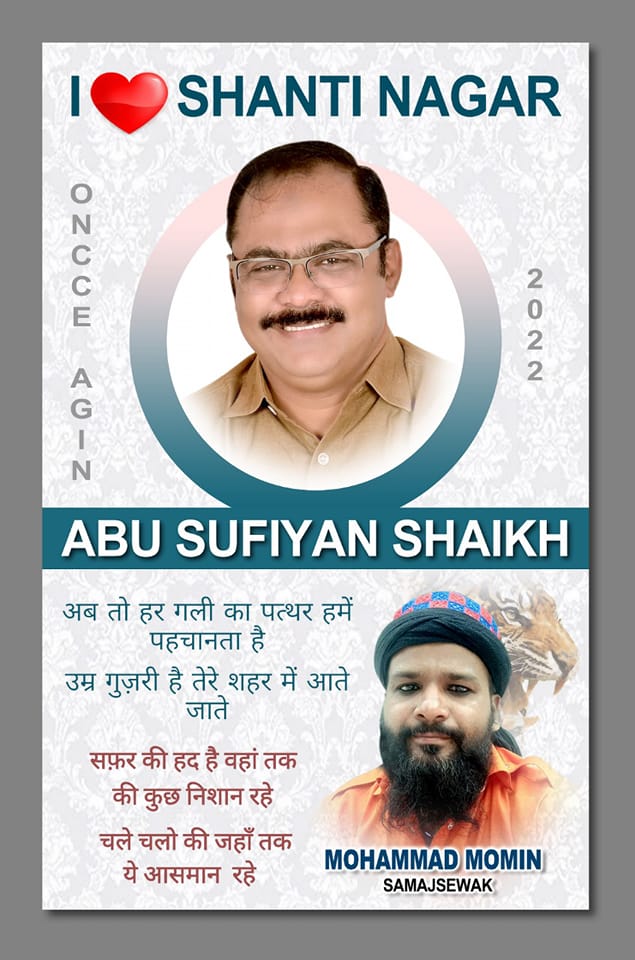 I ❤ SHANTI NAGAR
ONCCE AGIN
2022
ABU SUFIYAN SHAIKH
अब तो हर गली का पत्थर हमें
पहचानता है
उम्र गुज़री है तेरे शहर में आते
जाते
सफ़र की हद है वहां तक
की कुछ निशान रहे
चले चलो की जहाँ तक
ये आसमान रहे
MOHAMMAD MOMIN
SAMAJSEWAK